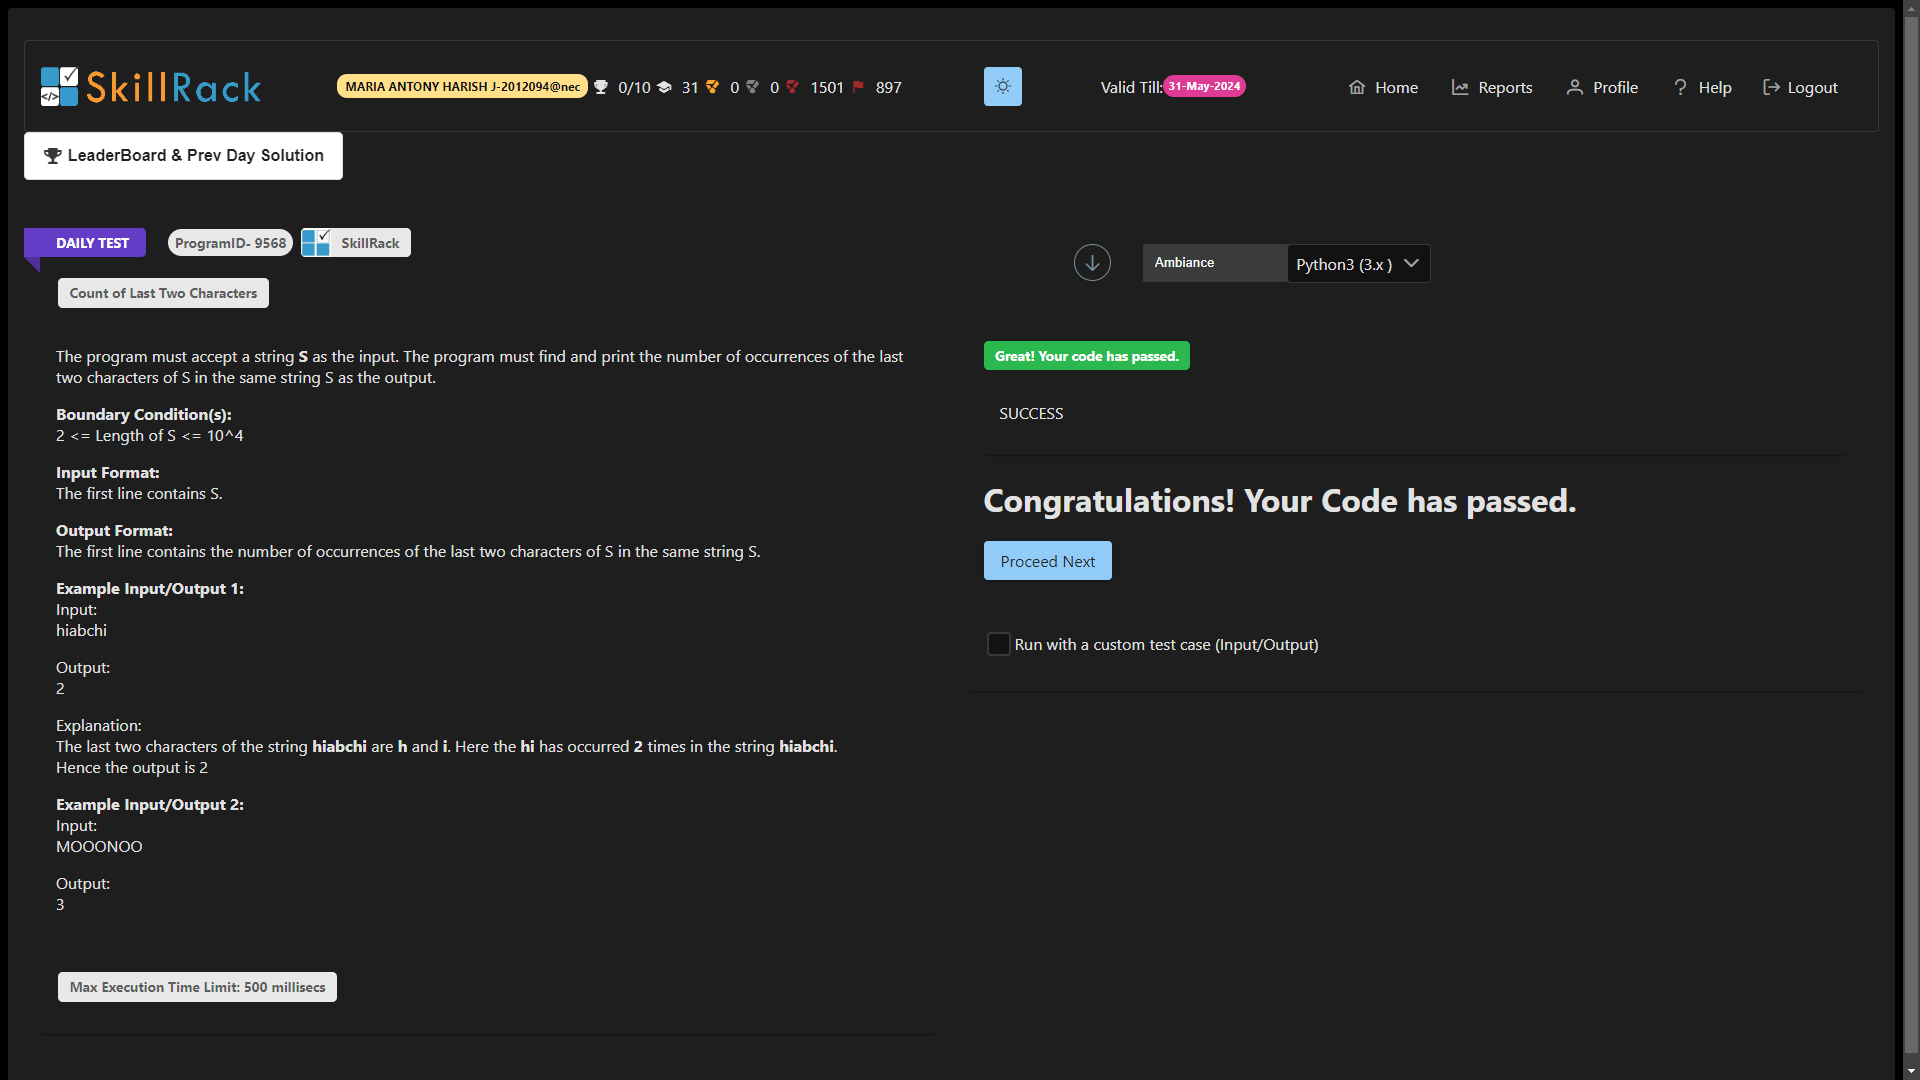 SkillRack
MARIA ANTONY HARISH J-2012094@nec 0/10 31 0 0 1501 897
Valid Till: 31-May-2024
Home Reports Profile ? Help Logout
LeaderBoard & Prev Day Solution
DAILY TEST ProgramID- 9568 SkillRack
Count of Last Two Characters
Ambiance Python3 (3.x )
The program must accept a string S as the input. The program must find and print the number of occurrences of the last
two characters of S in the same string S as the output.
Boundary Condition(s):
2 <= Length of S <= 10^4
Input Format:
The first line contains S.
Output Format:
The first line contains the number of occurrences of the last two characters of S in the same string S.
Example Input/Output 1:
Input:
hiabchi
Output:
2
Explanation:
The last two characters of the string hiabchi are h and i. Here the hi has occurred 2 times in the string hiabchi.
Hence the output is 2
Example Input/Output 2:
Input:
MOOONOO
Output:
3
Max Execution Time Limit: 500 millisecs
Great! Your code has passed.
SUCCESS
Congratulations! Your Code has passed.
Proceed Next
Run with a custom test case (Input/Output)